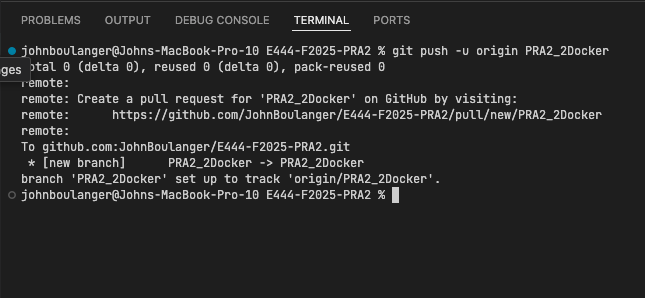 PROBLEMS OUTPUT DEBUG CONSOLE TERMINAL PORTS
johnboulanger@Johns-MacBook-Pro-10 E444-F2025-PRA2 % git push -u origin PRA2_2Docker
otal 0 (delta 0), reused 0 (delta 0), pack-reused 0
nges
remote:
remote: Create a pull request for 'PRA2_2Docker' on GitHub by visiting:
remote:      https://github.com/JohnBoulanger/E444-F2025-PRA2/pull/new/PRA2_2Docker
remote:
To github.com:JohnBoulanger/E444-F2025-PRA2.git
 * [new branch]      PRA2_2Docker -> PRA2_2Docker
branch 'PRA2_2Docker' set up to track 'origin/PRA2_2Docker'.
johnboulanger@Johns-MacBook-Pro-10 E444-F2025-PRA2 %